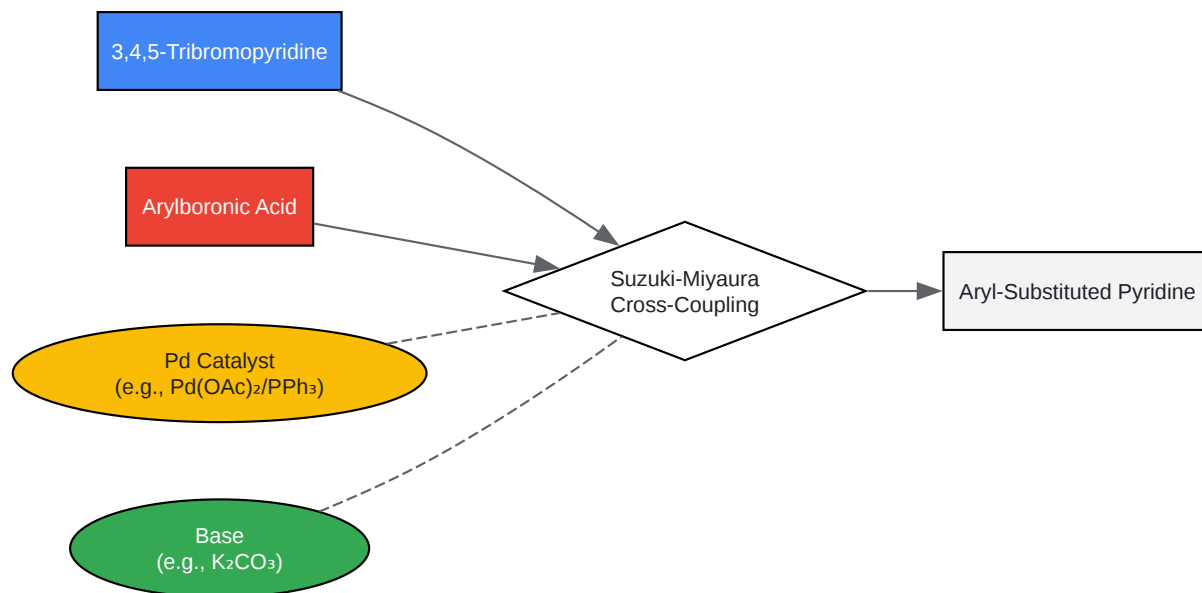 3,4,5-Tribromopyridine
Arylboronic Acid
Suzuki-Miyaura
Cross-Coupling
Aryl-Substituted Pyridine
Pd Catalyst
(e.g., Pd(OAc)₂/PPh₃)
Base
(e.g., K₂CO₃)